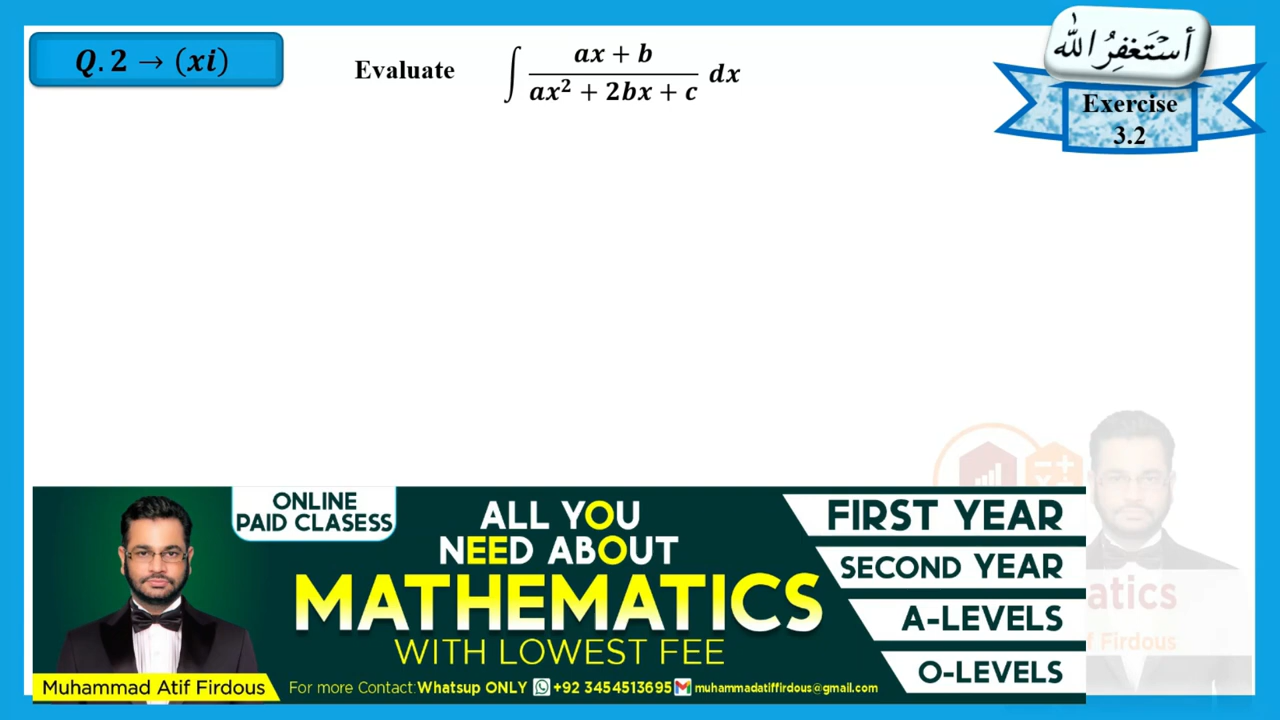 Q. 2 → (xi)
Evaluate ∫ (ax + b)/(ax² + 2bx + c) dx
أستغفر الله
Exercise
3.2
ONLINE
PAID CLASESS
ALL YOU
NEED ABOUT
MATHEMATICS
WITH LOWEST FEE
FIRST YEAR
SECOND YEAR
A-LEVELS
O-LEVELS
Muhammad Atif Firdous
For more Contact: Whatsup ONLY +92 3454513695 muhammadatiffirdous@gmail.com
atics
f Firdous